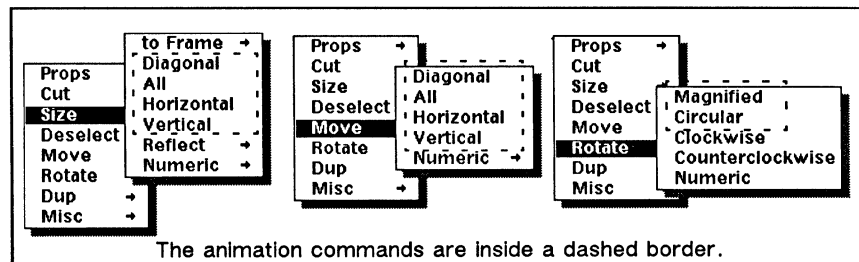 Props
Cut
Size
Deselect
Move
Rotate
Dup →
Misc →
to Frame →
Diagonal
All
Horizontal
Vertical
Reflect →
Numeric →
Props →
Cut
Size
Deselect
Move
Rotate
Dup
Misc →
Diagonal
All
Horizontal
Vertical
Numeric →
Props →
Cut
Size
Deselect
Move
Rotate
Dup
Misc
Magnified
Circular
Clockwise
Counterclockwise
Numeric
The animation commands are inside a dashed border.